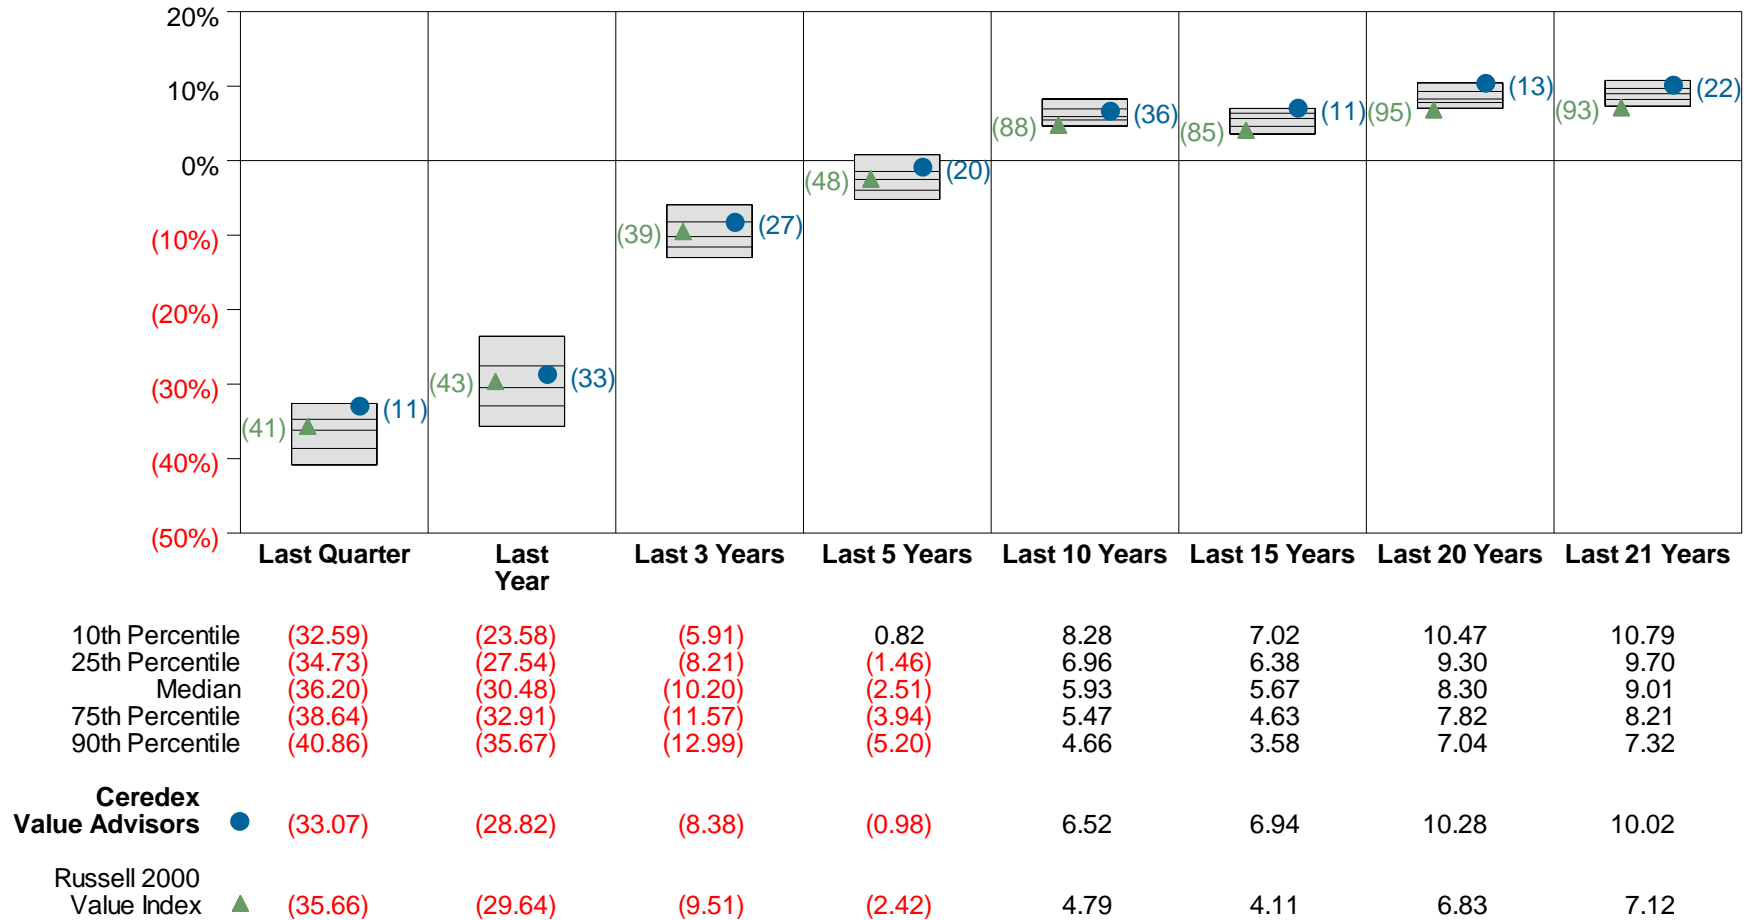 20%
10%
0%
(10%)
(20%)
(30%)
(40%)
(50%)
(41)
(11)
(43)
(33)
(39)
(27)
(48)
(20)
(88)
(36)
(85)
(11)
(95)
(13)
(93)
(22)
Last Quarter Last Last 3 Years Last 5 Years Last 10 Years Last 15 Years Last 20 Years Last 21 Years
Year
10th Percentile (32.59) (23.58) (5.91) 0.82 8.28 7.02 10.47 10.79
25th Percentile (34.73) (27.54) (8.21) (1.46) 6.96 6.38 9.30 9.70
Median (36.20) (30.48) (10.20) (2.51) 5.93 5.67 8.30 9.01
75th Percentile (38.64) (32.91) (11.57) (3.94) 5.47 4.63 7.82 8.21
90th Percentile (40.86) (35.67) (12.99) (5.20) 4.66 3.58 7.04 7.32
Ceredex
Value Advisors (33.07) (28.82) (8.38) (0.98) 6.52 6.94 10.28 10.02
Russell 2000
Value Index (35.66) (29.64) (9.51) (2.42) 4.79 4.11 6.83 7.12